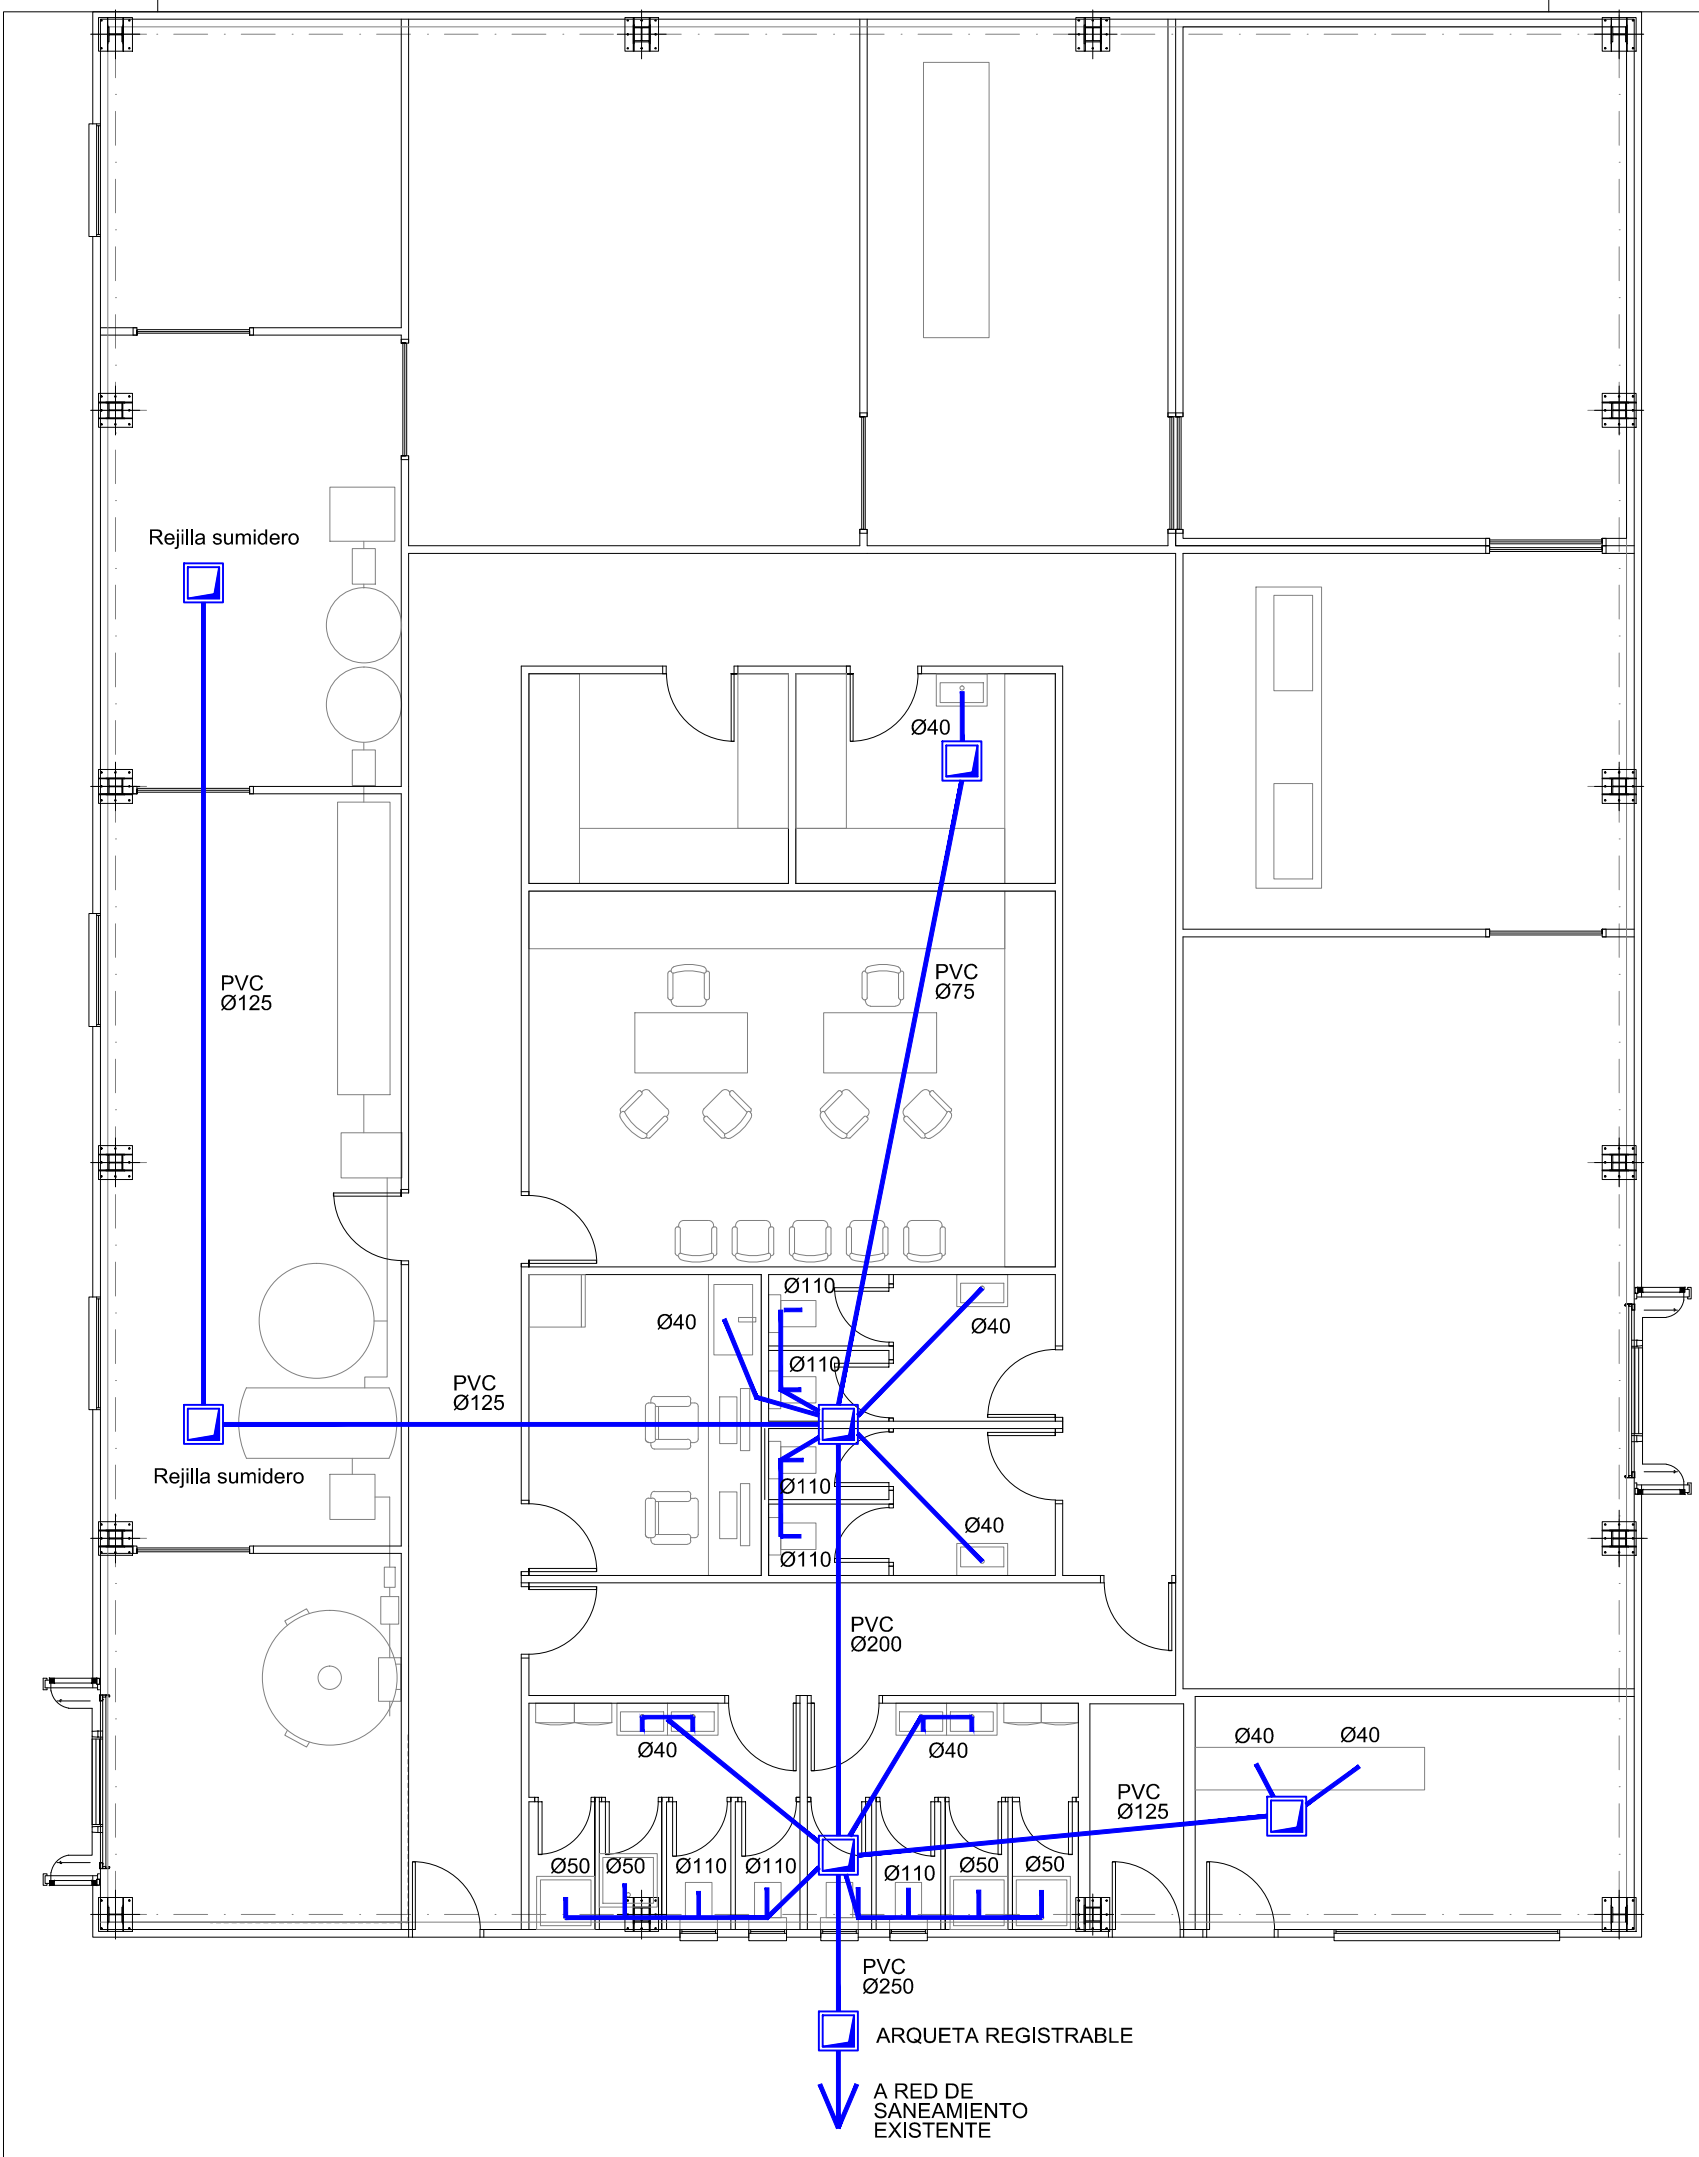 Rejilla sumidero
Ø40
PVC
Ø75
PVC
Ø125
Ø110
Ø40
Ø40
Ø110
PVC
Ø125
Rejilla sumidero
Ø110
Ø40
Ø110
PVC
Ø200
Ø40
Ø40
Ø40
Ø40
PVC
Ø125
Ø50
Ø50
Ø110
Ø110
Ø110
Ø50
Ø50
PVC
Ø250
ARQUETA REGISTRABLE
A RED DE
SANEAMIENTO
EXISTENTE